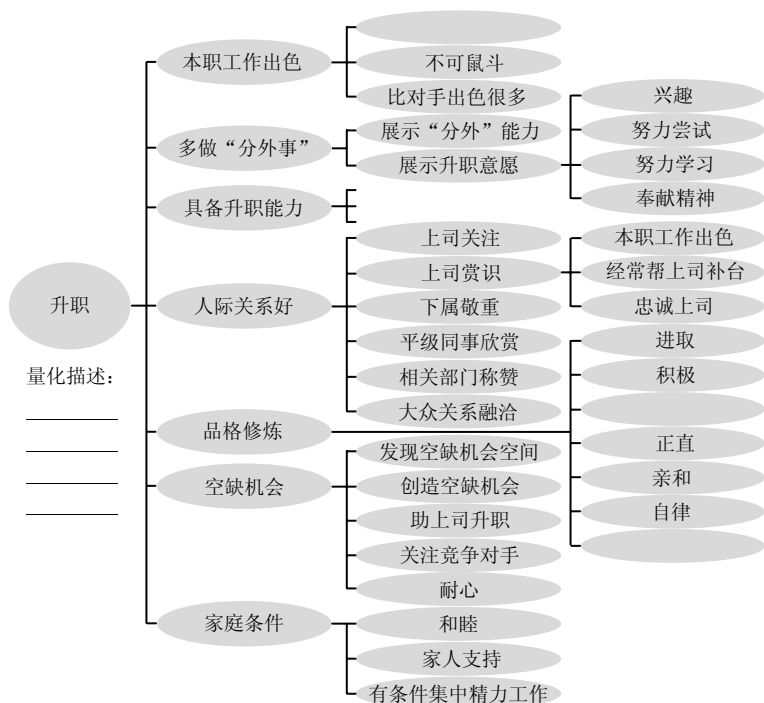 升职
量化描述：
本职工作出色
不可鼠斗
比对手出色很多
多做“分外事”
展示“分外”能力
展示升职意愿
兴趣
努力尝试
努力学习
奉献精神
具备升职能力
人际关系好
上司关注
上司赏识
本职工作出色
经常帮上司补台
忠诚上司
下属敬重
平级同事欣赏
相关部门称赞
大众关系融洽
品格修炼
进取
积极
正直
亲和
自律
空缺机会
发现空缺机会空间
创造空缺机会
助上司升职
关注竞争对手
耐心
家庭条件
和睦
家人支持
有条件集中精力工作